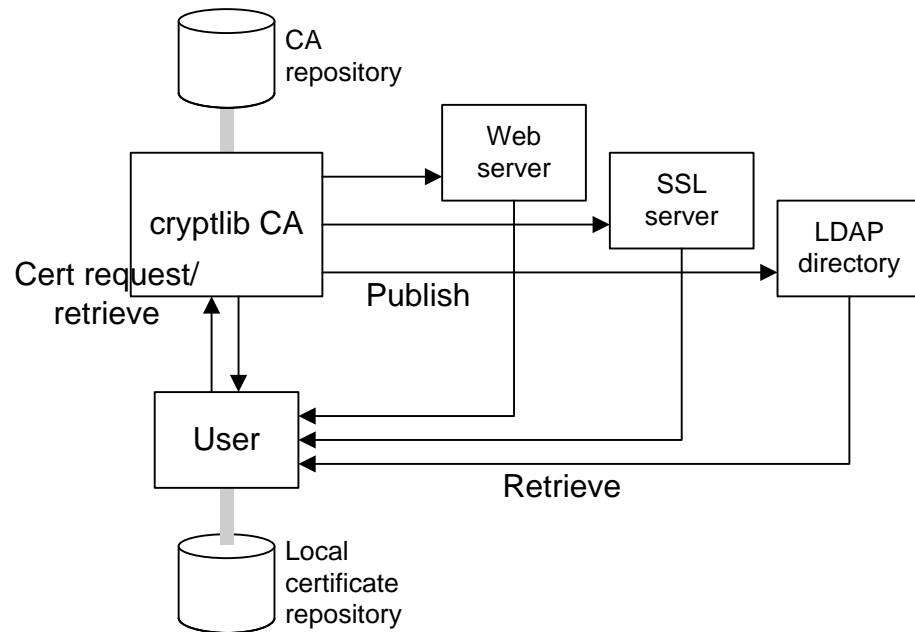 CA
repository
Web
server
SSL
server
cryptlib CA
LDAP
directory
Cert request/
retrieve
Publish
User
Retrieve
Local
certificate
repository